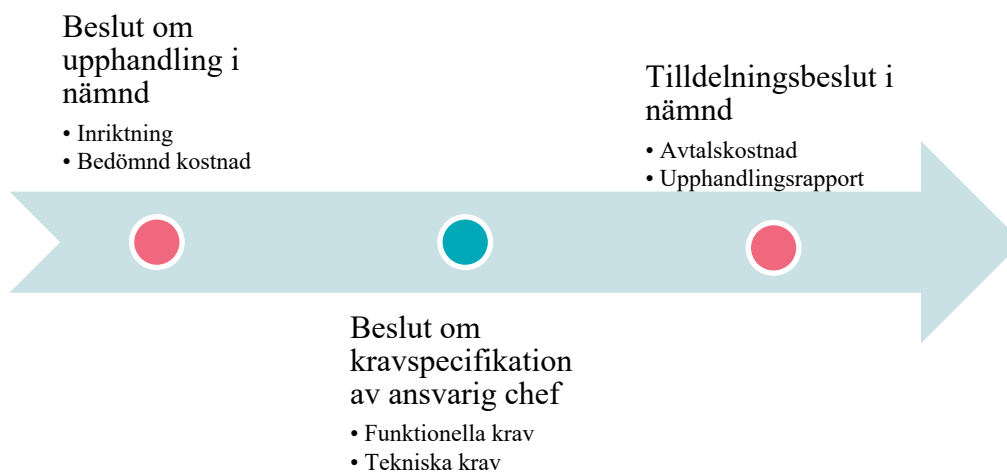 Beslut om
upphandling i
nämnd
• Inriktning
• Bedömnd kostnad
Beslut om
kravspecifikation
av ansvarig chef
• Funktionella krav
• Tekniska krav
Tilldelningsbeslut i
nämnd
• Avtalskostnad
• Upphandlingsrapport